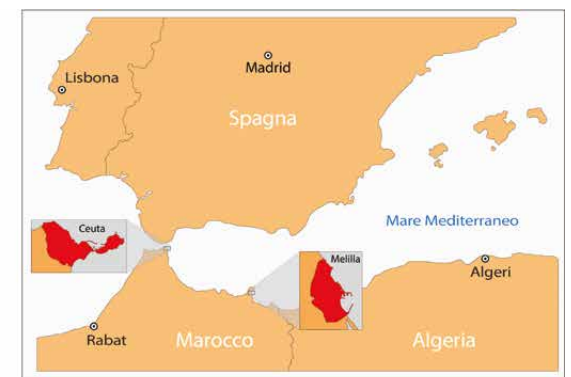 Madrid
Lisbona
Spagna
Ceuta
Mare Mediterraneo
Melilla
Algeri
Rabat
Marocco
Algeria